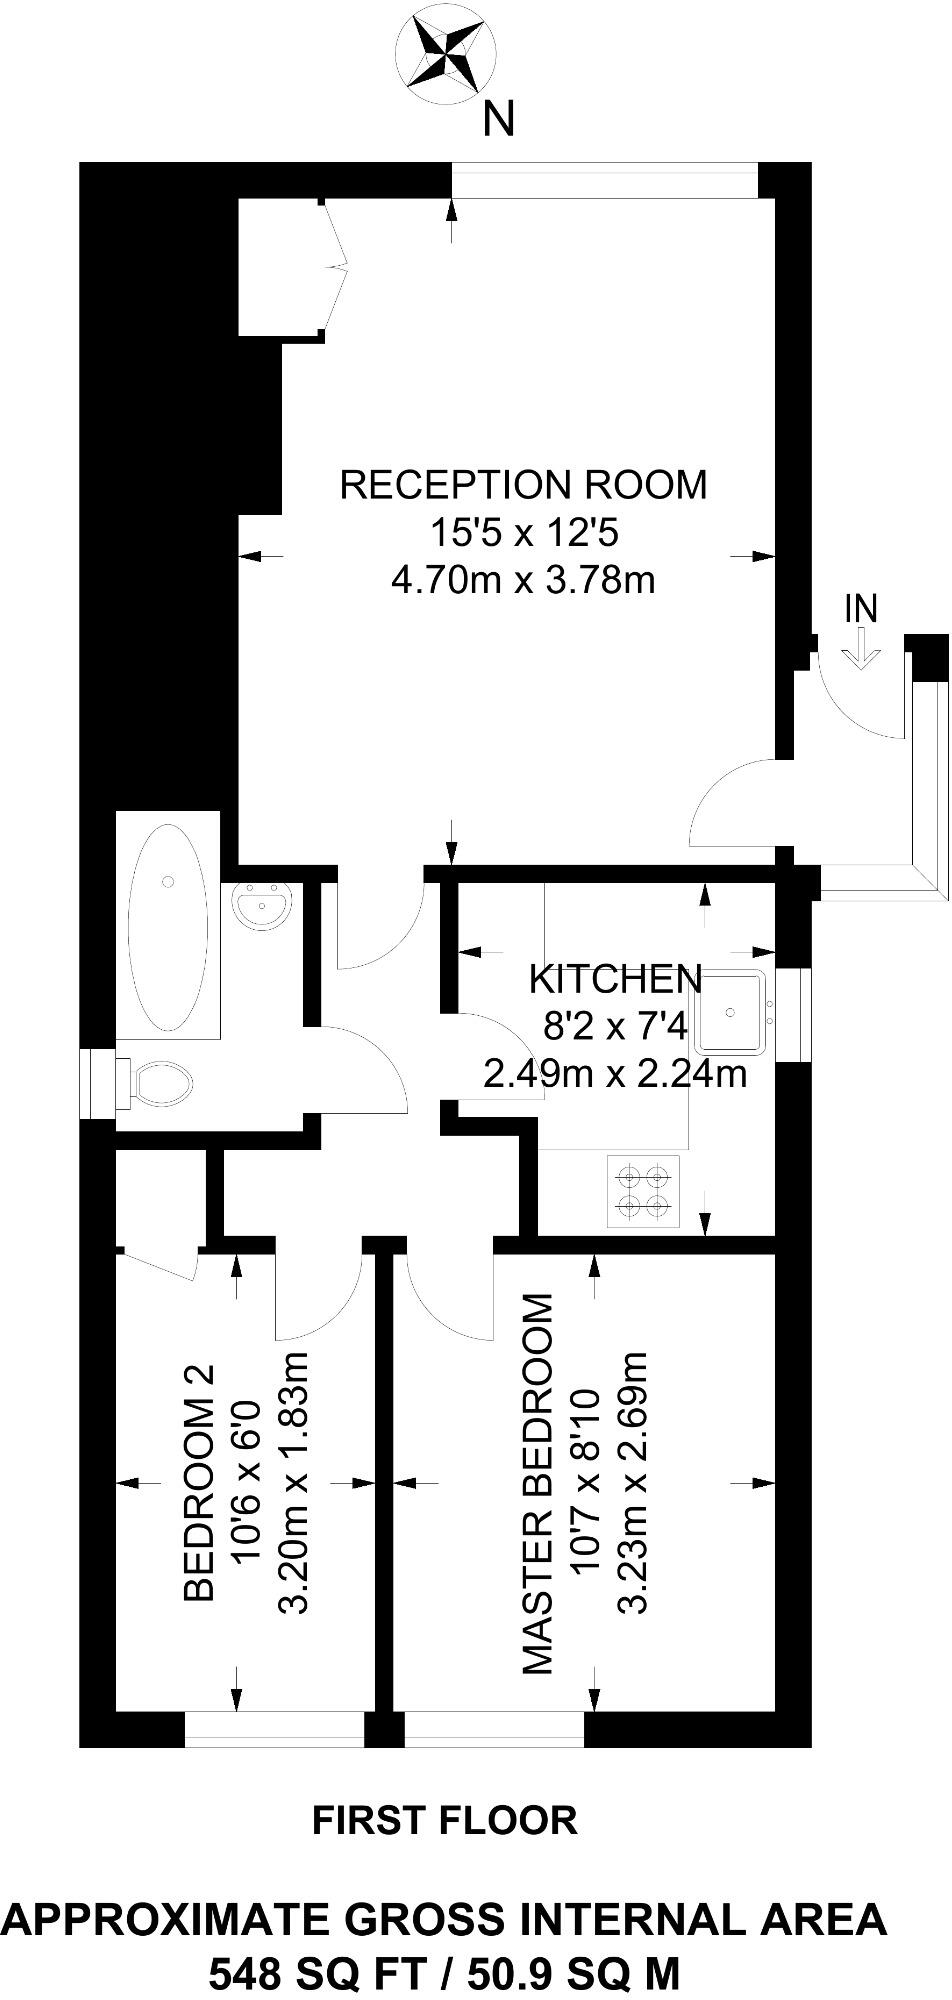 N
RECEPTION ROOM
15'5 x 12'5
4.70m x 3.78m
IN
KITCHEN
8'2 x 7'4
2.49m x 2.24m
BEDROOM 2
10'6 x 6'0
3.20m x 1.83m
MASTER BEDROOM
10'7 x 8'10
3.23m x 2.69m
FIRST FLOOR
APPROXIMATE GROSS INTERNAL AREA
548 SQ FT / 50.9 SQ M